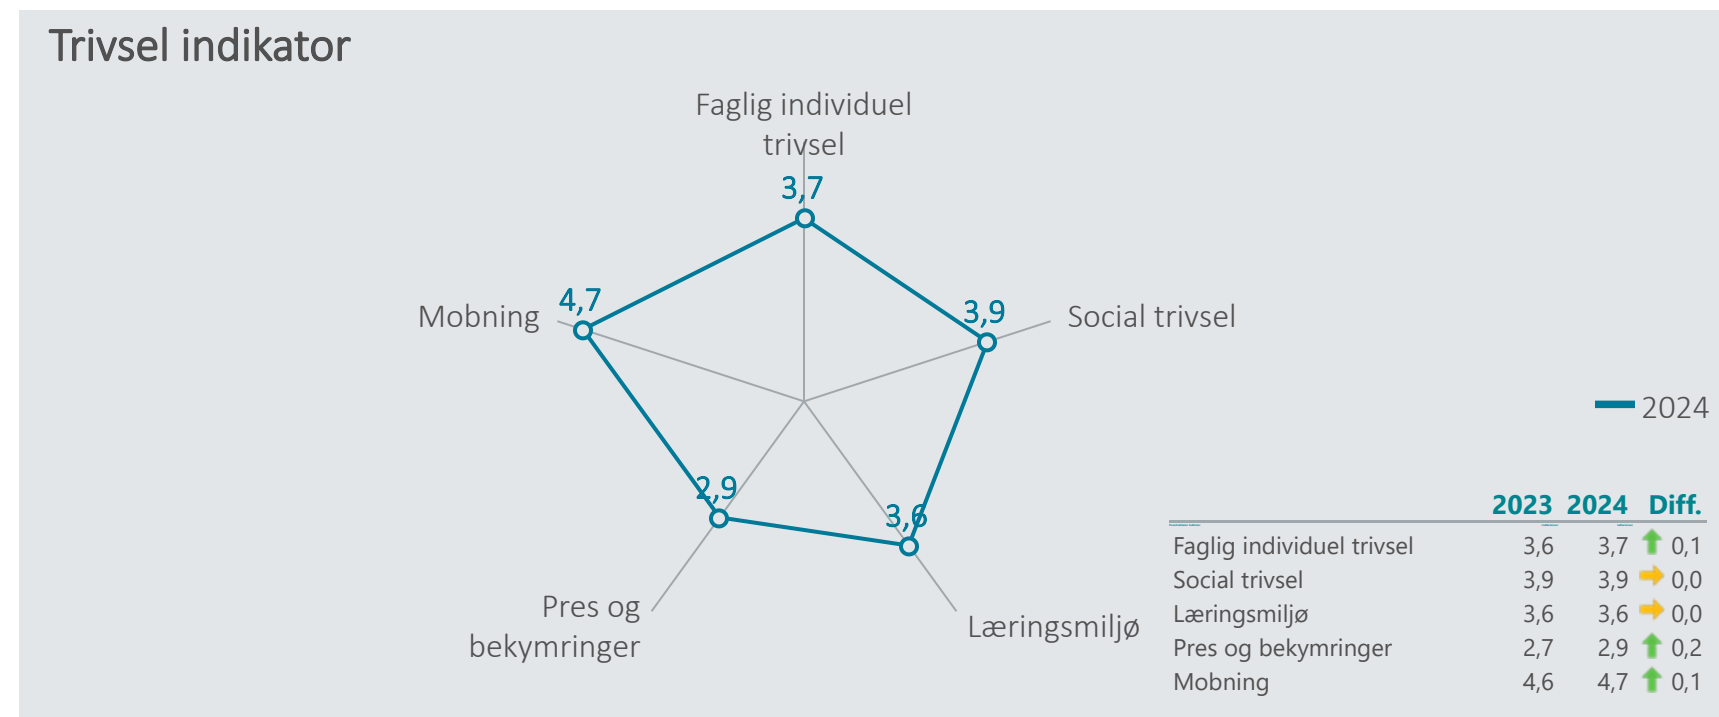 Trivsel indikator
Faglig individuel
trivsel
3,7
4,7
Mobning
3,9
Social trivsel
2024
2,9
3,6
Pres og
bekymringer
Læringsmiljø
2023 2024 Diff.
Faglig individuel trivsel 3,6 3,7 0,1
Social trivsel 3,9 3,9 0,0
Læringsmiljø 3,6 3,6 0,0
Pres og bekymringer 2,7 2,9 0,2
Mobning 4,6 4,7 0,1